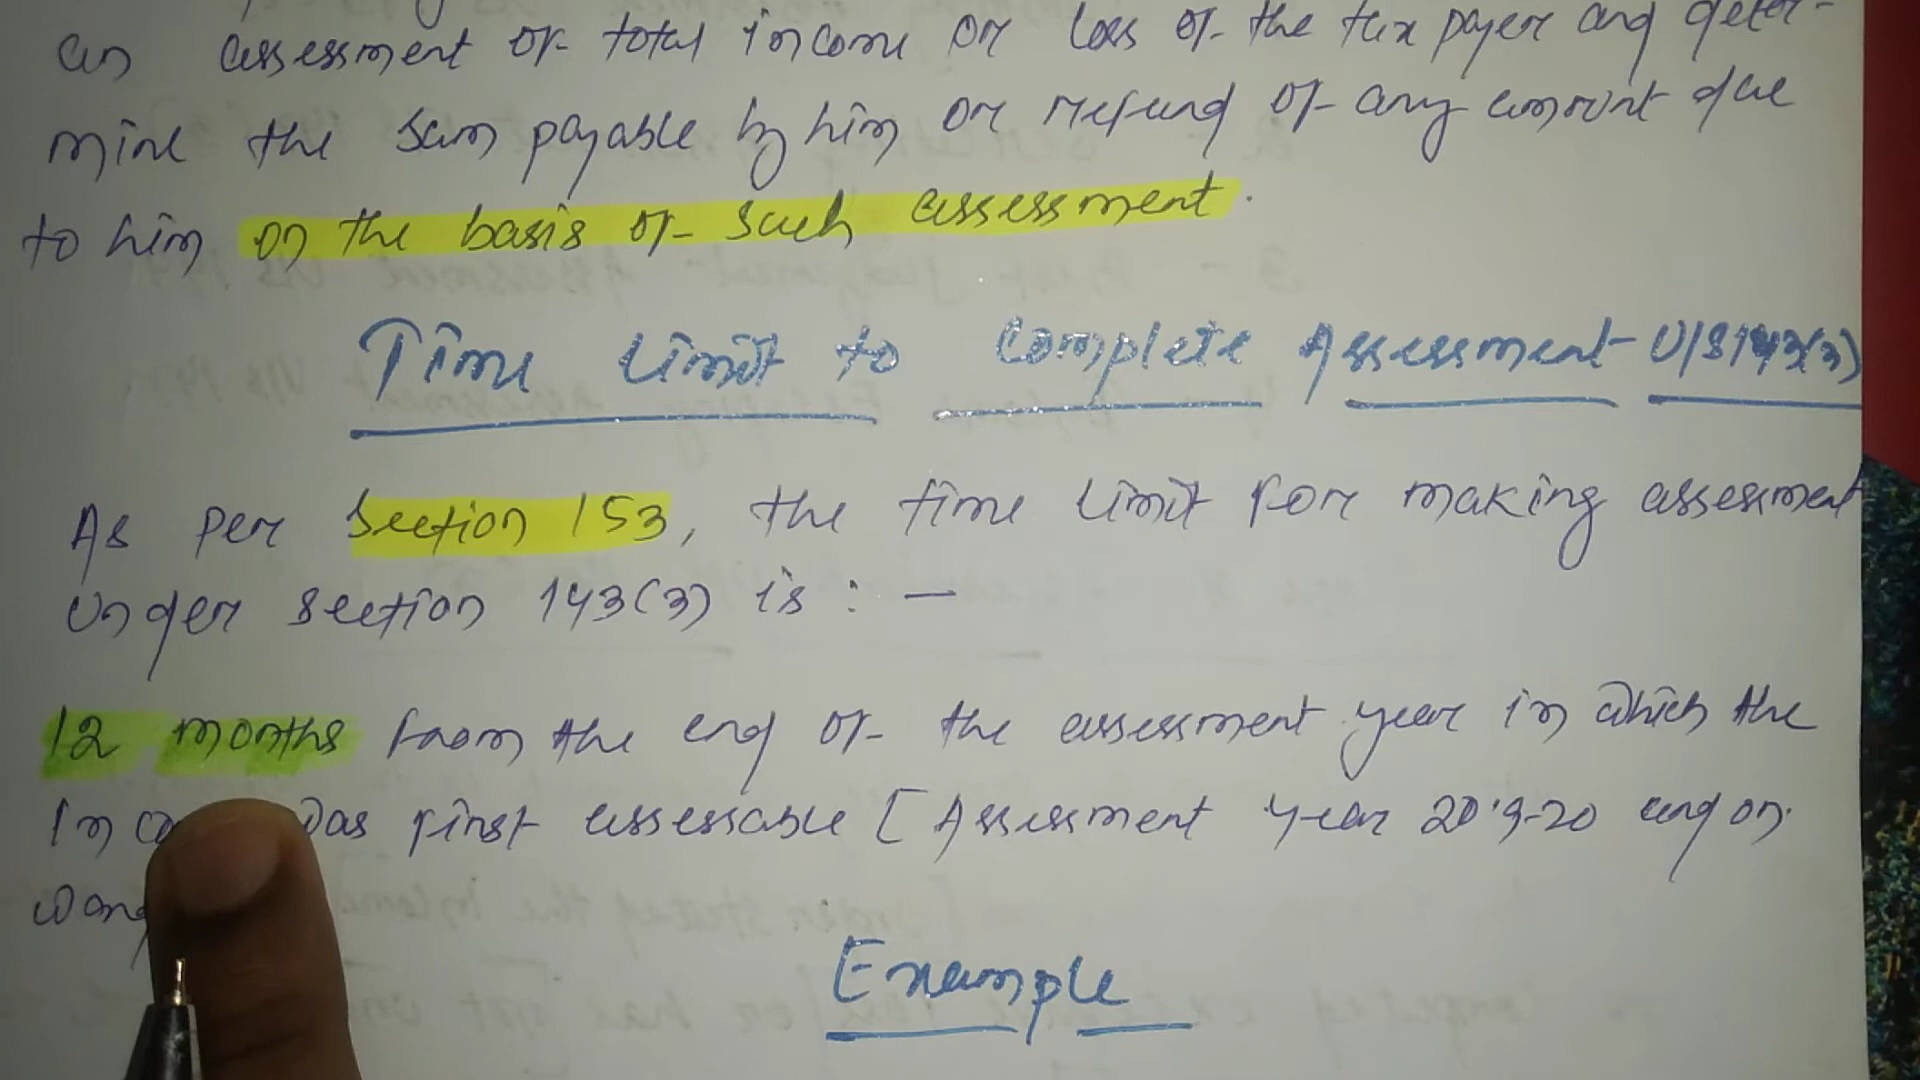 an assessment of total income or loss of the tax payer and deter-
mine the sum payable by him or refund of any amount due
to him on the basis of such assessment.
Time Limit to Complete Assessment U/S 143(3)
As per Section 153, the time limit for making assessment
under section 143(3) is : -
12 months from the end of the assessment year in which the
was first assessable [Assessment year 2019-20 and on
Example